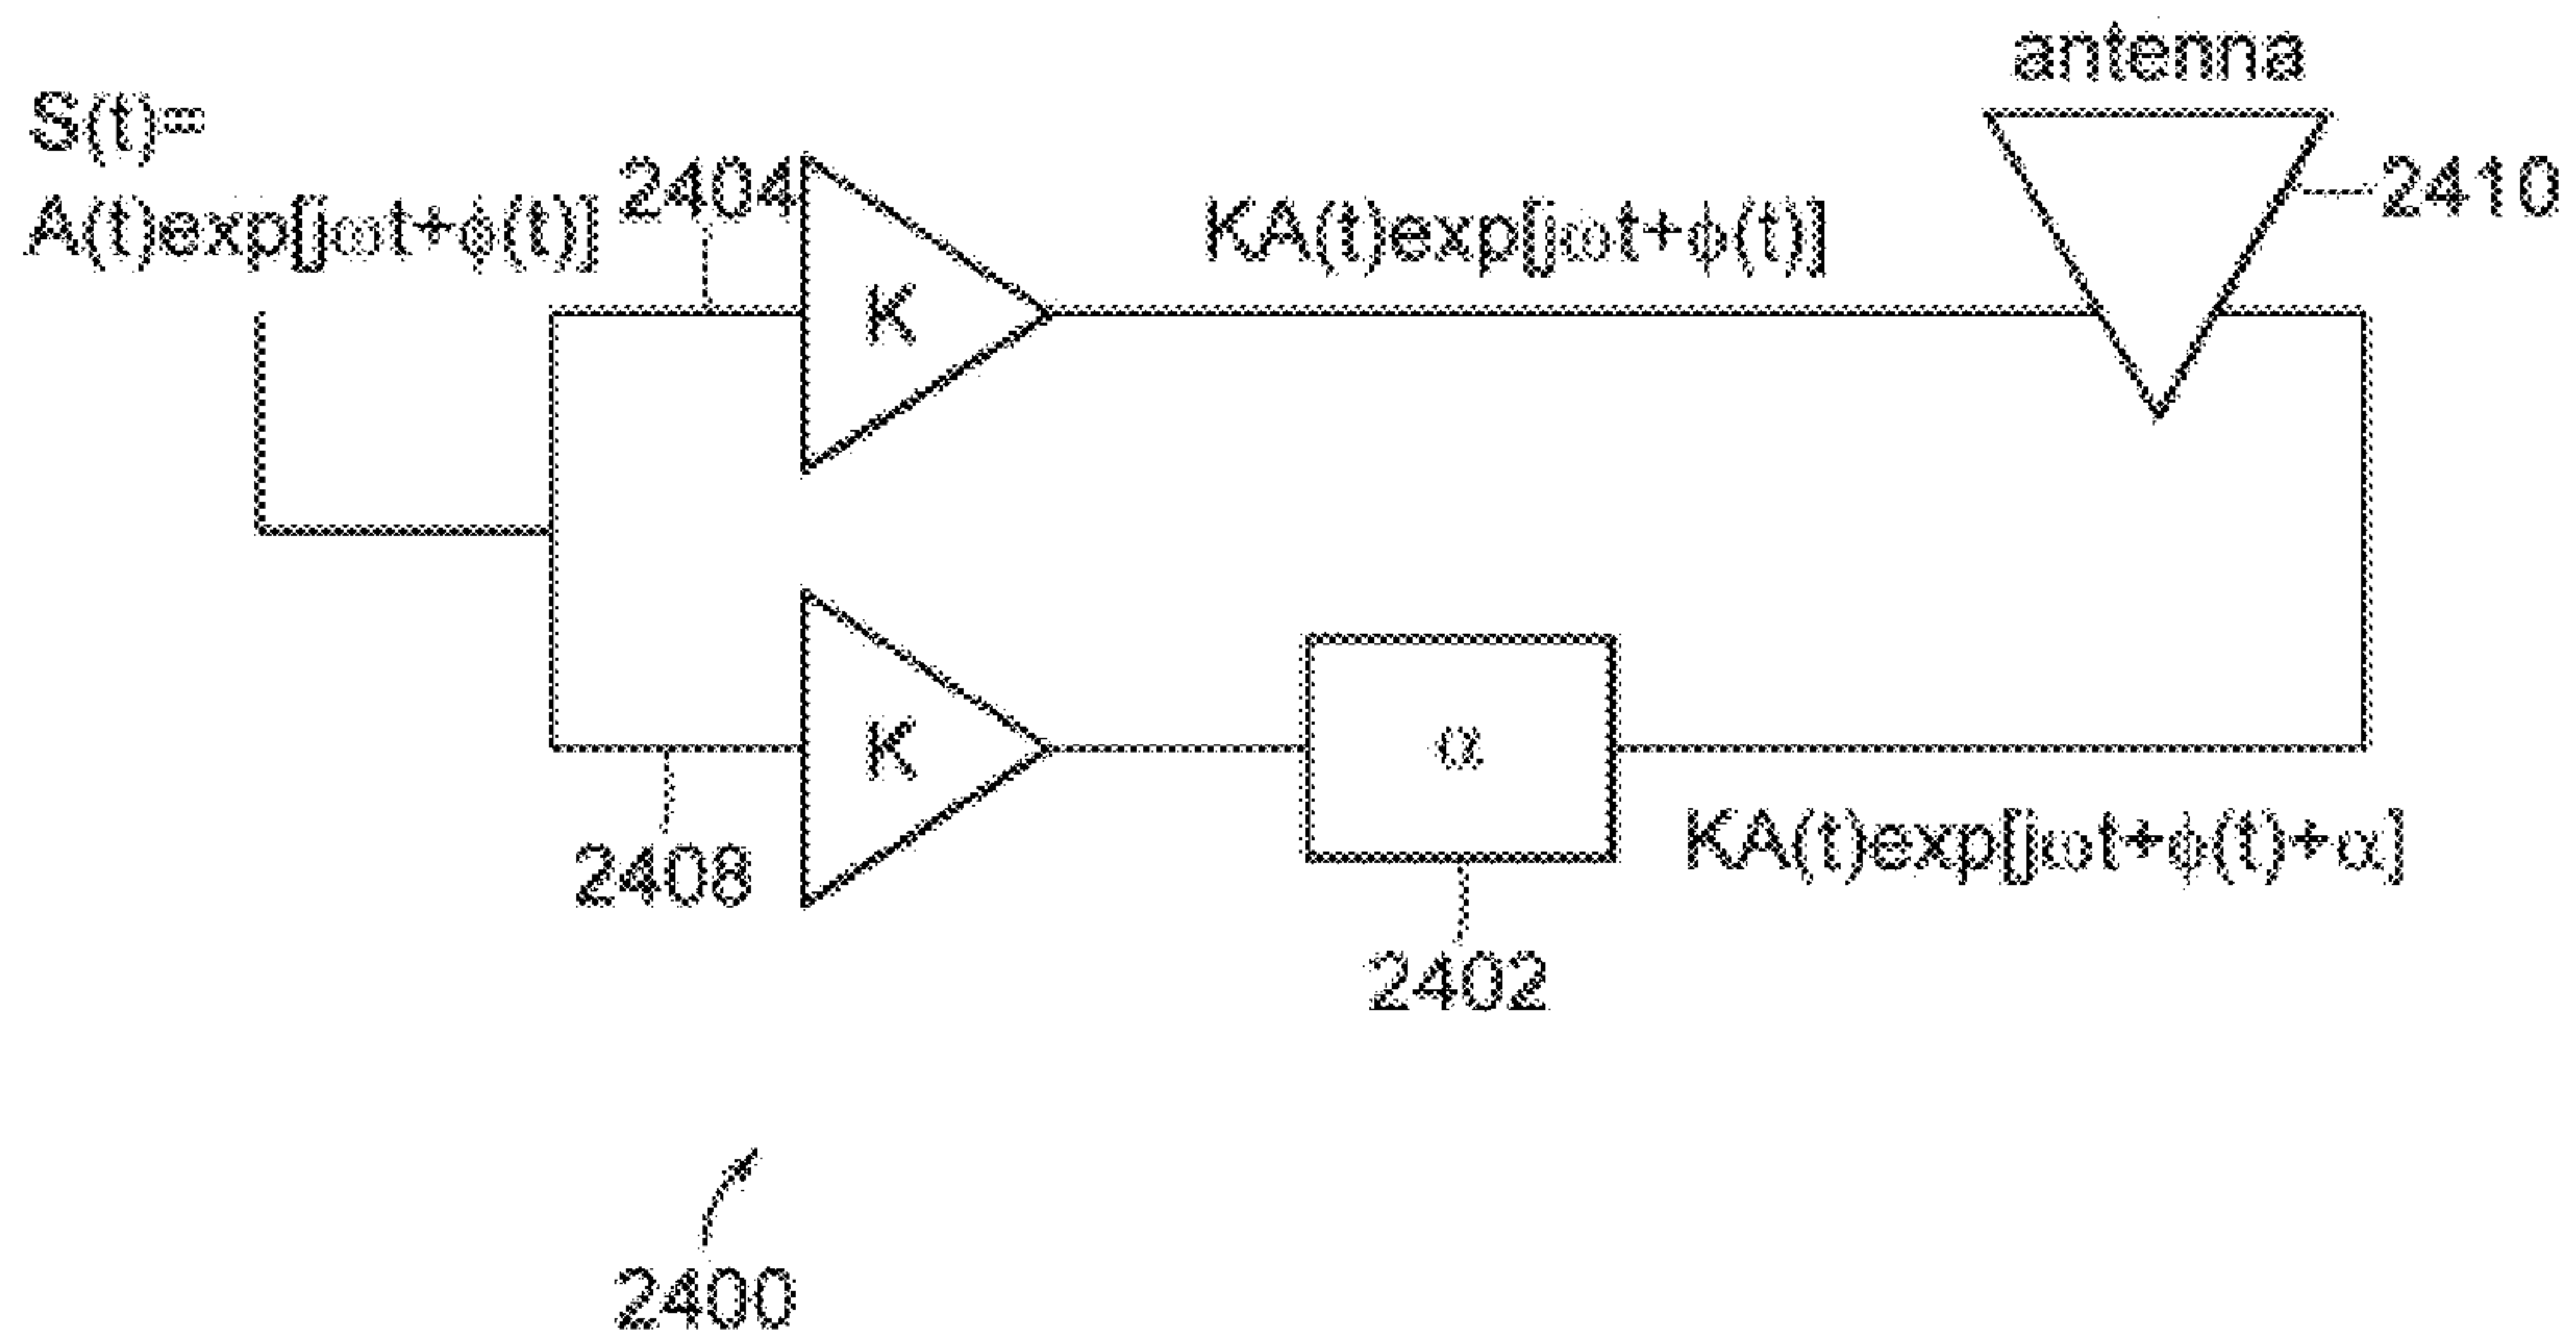 antenna
S(t)=
A(t)exp[jωt+ϕ(t)]
2404
KA(t)exp[jωt+ϕ(t)]
2410
K
K
α
2408
KA(t)exp[jωt+ϕ(t)+α]
2402
2400